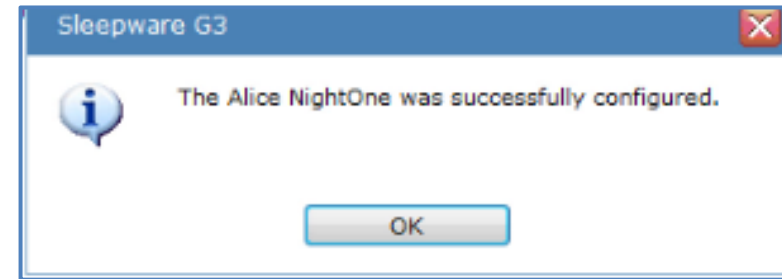 Sleepware G3
The Alice NightOne was successfully configured.
OK